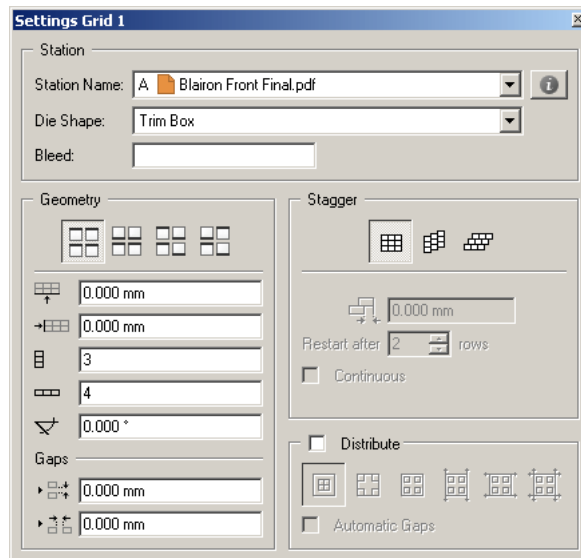 Settings Grid 1
Station
Station Name: A Blairon Front Final.pdf
Die Shape: Trim Box
Bleed:
Geometry
0.000 mm
0.000 mm
3
4
0.000 °
Gaps
0.000 mm
0.000 mm
Stagger
0.000 mm
Restart after 2 rows
Continuous
Distribute
Automatic Gaps